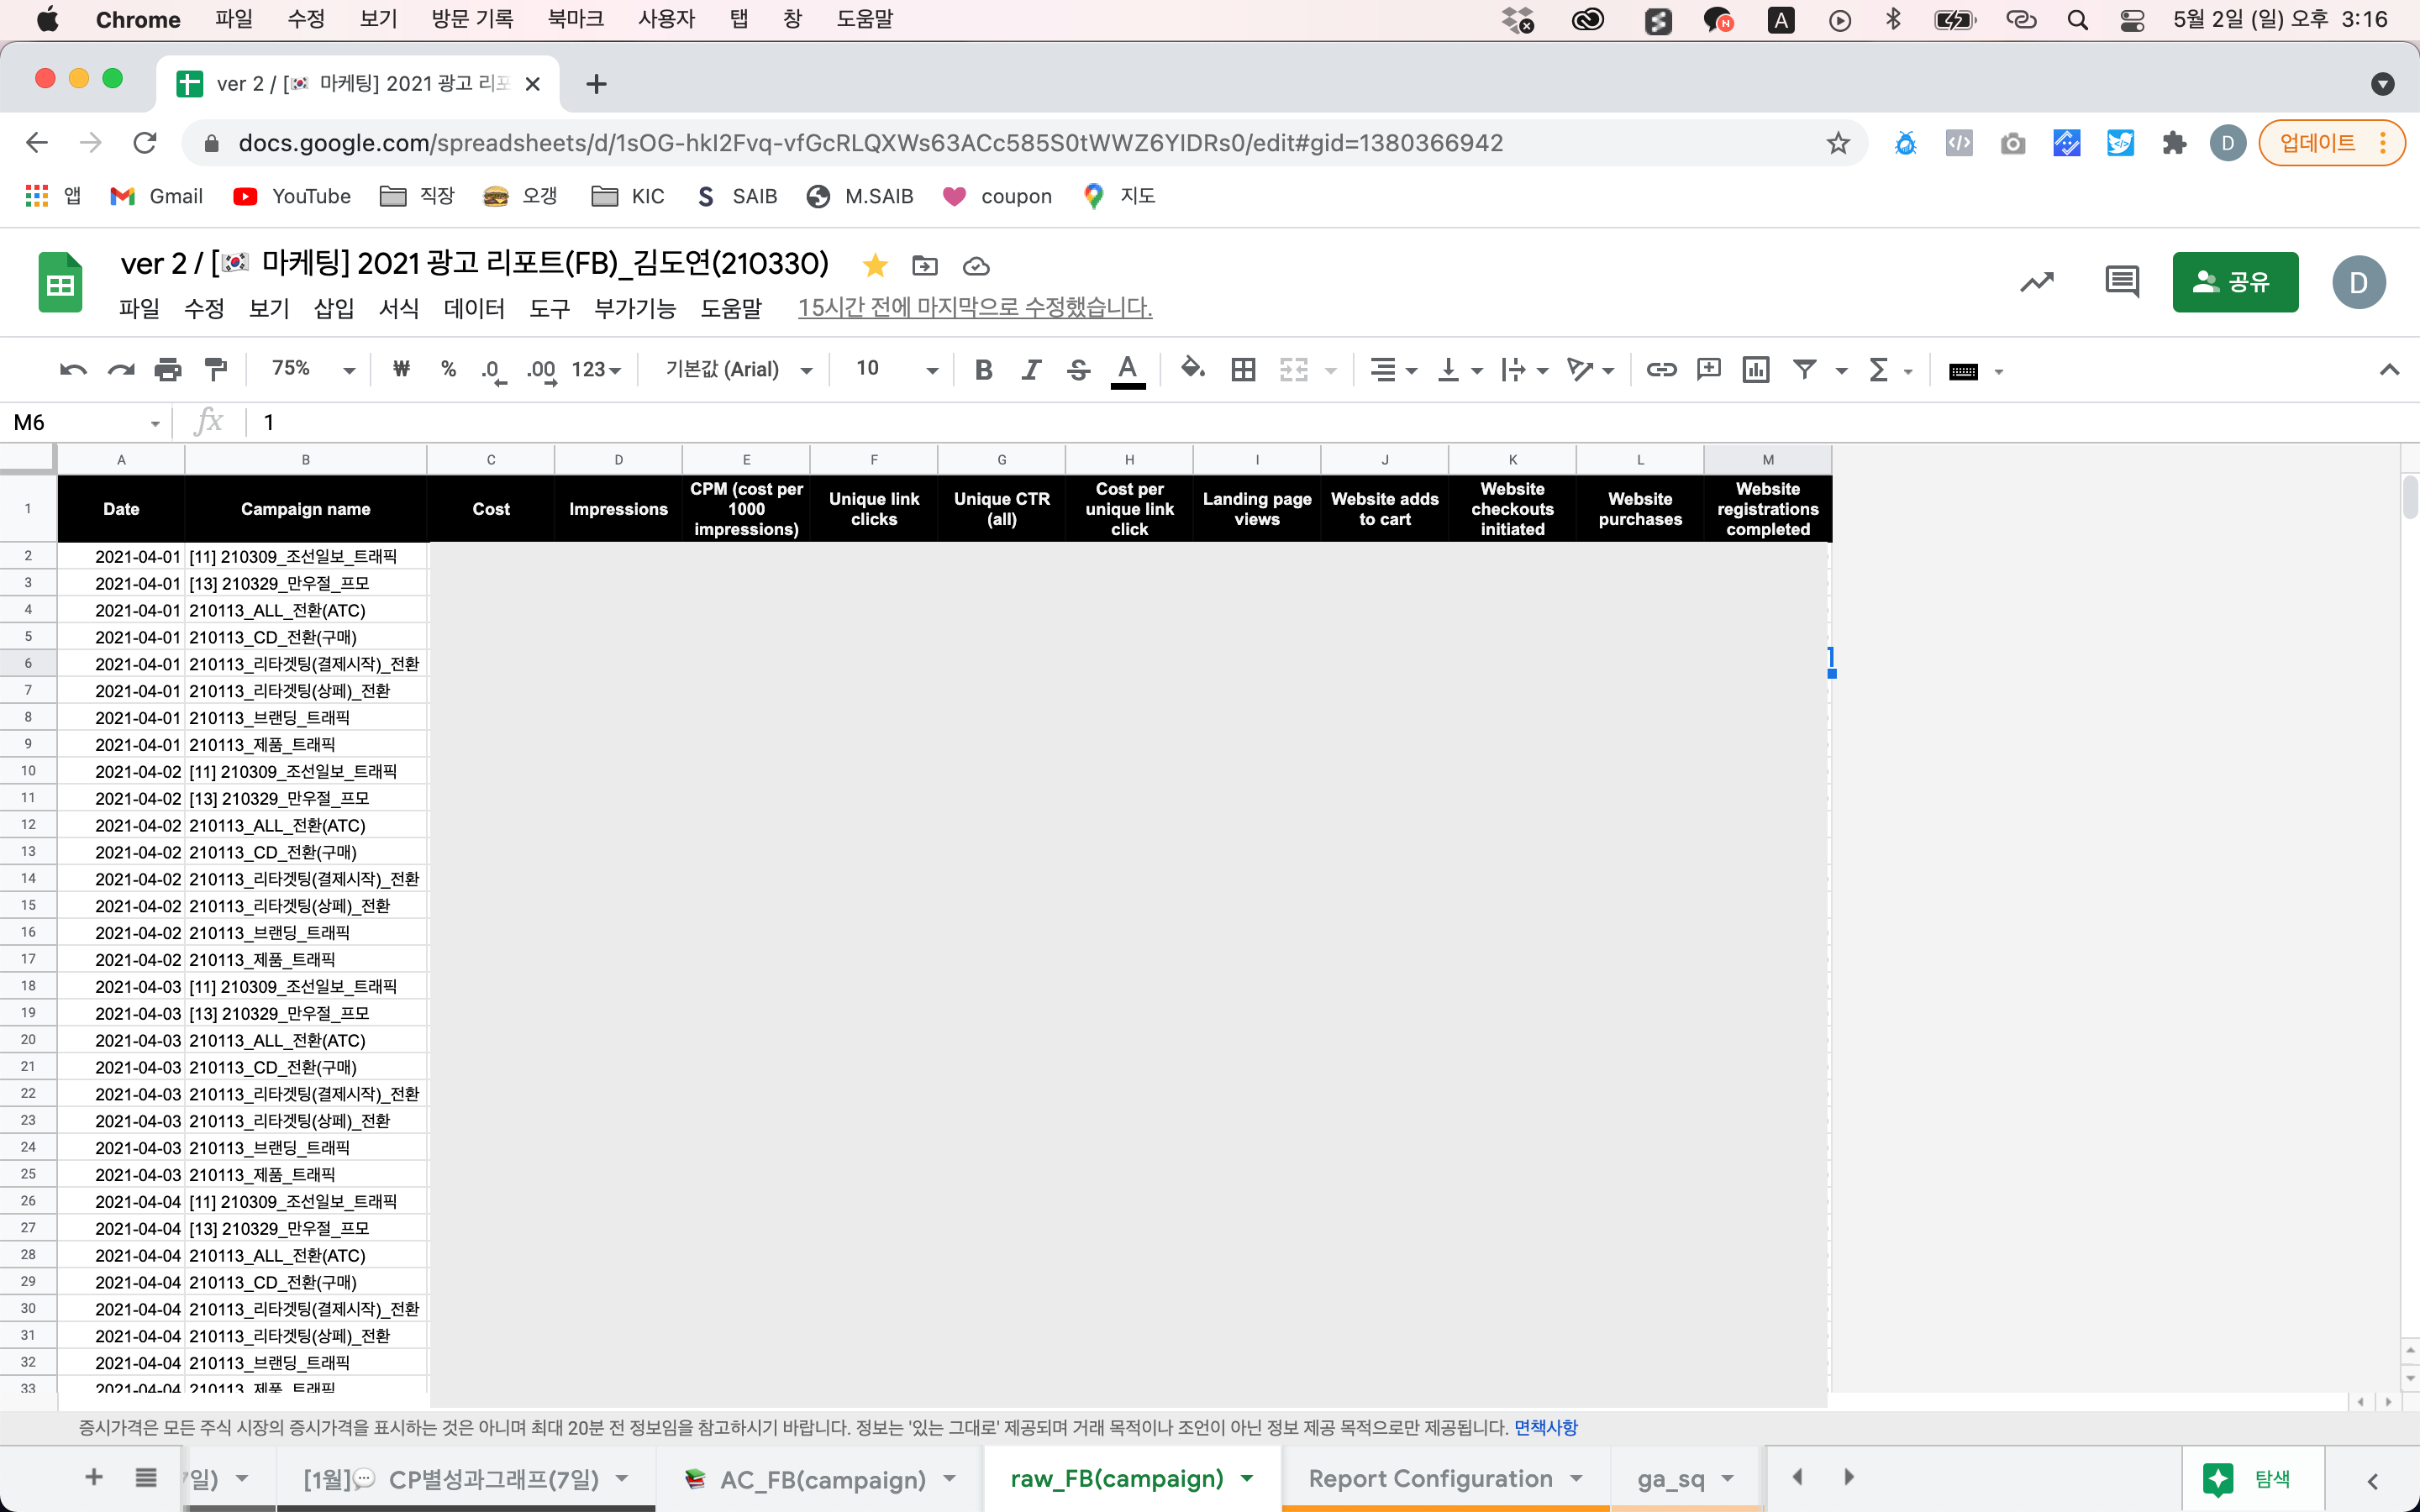 Chrome 파일 수정 보기 방문 기록 북마크 사용자 탭 창 도움말 5월 2일 (일) 오후 3:16
ver 2 / [🇰🇷 마케팅] 2021 광고 리포
docs.google.com/spreadsheets/d/1sOG-hkI2Fvq-vfGcRLQXWs63ACc585S0tWWZ6YIDRs0/edit#gid=1380366942 D 업데이트
앱 Gmail YouTube 직장 오갱 KIC SAIB M.SAIB coupon 지도
ver 2 / [🇰🇷 마케팅] 2021 광고 리포트(FB)_김도연(210330)
파일 수정 보기 삽입 서식 데이터 도구 부가기능 도움말 15시간 전에 마지막으로 수정했습니다. 공유 D
75% ₩ % .0 .00 123 기본값 (Arial) 10 B I S A
M6 fx 1
A B C D E F G H I J K L M
1 Date Campaign name Cost Impressions CPM (cost per 1000 impressions) Unique link clicks Unique CTR (all) Cost per unique link click Landing page views Website adds to cart Website checkouts initiated Website purchases Website registrations completed
2 2021-04-01 [11] 210309_조선일보_트래픽
3 2021-04-01 [13] 210329_만우절_프모
4 2021-04-01 210113_ALL_전환(ATC)
5 2021-04-01 210113_CD_전환(구매)
6 2021-04-01 210113_리타겟팅(결제시작)_전환
7 2021-04-01 210113_리타겟팅(상페)_전환
8 2021-04-01 210113_브랜딩_트래픽
9 2021-04-01 210113_제품_트래픽
10 2021-04-02 [11] 210309_조선일보_트래픽
11 2021-04-02 [13] 210329_만우절_프모
12 2021-04-02 210113_ALL_전환(ATC)
13 2021-04-02 210113_CD_전환(구매)
14 2021-04-02 210113_리타겟팅(결제시작)_전환
15 2021-04-02 210113_리타겟팅(상페)_전환
16 2021-04-02 210113_브랜딩_트래픽
17 2021-04-02 210113_제품_트래픽
18 2021-04-03 [11] 210309_조선일보_트래픽
19 2021-04-03 [13] 210329_만우절_프모
20 2021-04-03 210113_ALL_전환(ATC)
21 2021-04-03 210113_CD_전환(구매)
22 2021-04-03 210113_리타겟팅(결제시작)_전환
23 2021-04-03 210113_리타겟팅(상페)_전환
24 2021-04-03 210113_브랜딩_트래픽
25 2021-04-03 210113_제품_트래픽
26 2021-04-04 [11] 210309_조선일보_트래픽
27 2021-04-04 [13] 210329_만우절_프모
28 2021-04-04 210113_ALL_전환(ATC)
29 2021-04-04 210113_CD_전환(구매)
30 2021-04-04 210113_리타겟팅(결제시작)_전환
31 2021-04-04 210113_리타겟팅(상페)_전환
32 2021-04-04 210113_브랜딩_트래픽
33 2021-04-04 210113_제품_트래픽
증시가격은 모든 주식 시장의 증시가격을 표시하는 것은 아니며 최대 20분 전 정보임을 참고하시기 바랍니다. 정보는 '있는 그대로' 제공되며 거래 목적이나 조언이 아닌 정보 제공 목적으로만 제공됩니다. 면책사항
7일) [1월]💬 CP별성과그래프(7일) 📚 AC_FB(campaign) raw_FB(campaign) Report Configuration ga_sq 탐색